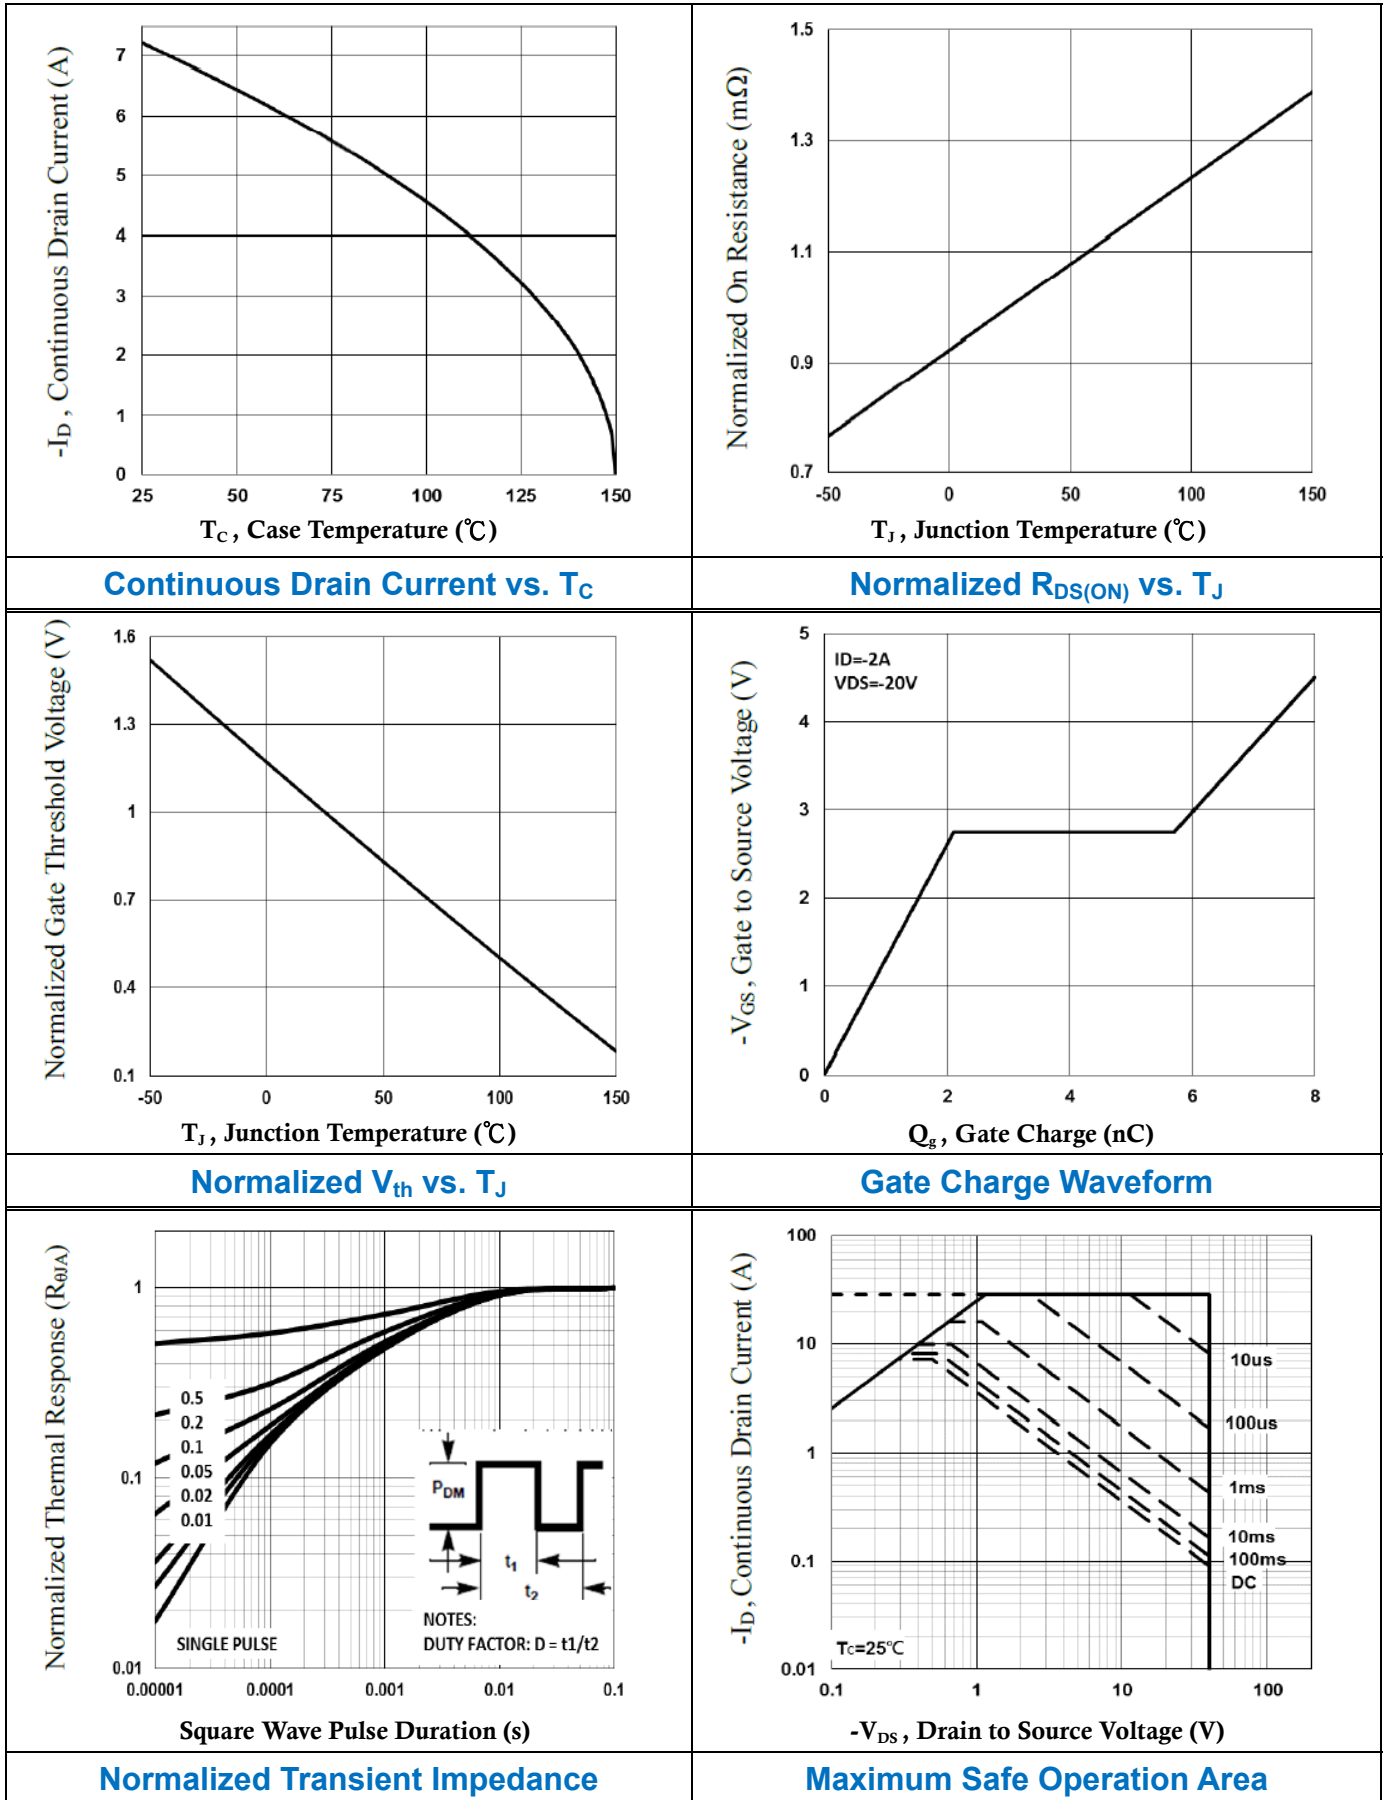 -I_D , Continuous Drain Current (A)
7
6
5
4
3
2
1
0
25 50 75 100 125 150
T_C , Case Temperature (℃)
Continuous Drain Current vs. T_C
Normalized On Resistance (mΩ)
1.5
1.3
1.1
0.9
0.7
-50 0 50 100 150
T_J , Junction Temperature (℃)
Normalized R_DS(ON) vs. T_J
Normalized Gate Threshold Voltage (V)
1.6
1.3
1
0.7
0.4
0.1
-50 0 50 100 150
T_J , Junction Temperature (℃)
Normalized V_th vs. T_J
-V_GS , Gate to Source Voltage (V)
5
4
3
2
1
0
ID=-2A
VDS=-20V
0 2 4 6 8
Q_g , Gate Charge (nC)
Gate Charge Waveform
Normalized Thermal Response (R_θJA)
1
0.1
0.01
0.5
0.2
0.1
0.05
0.02
0.01
SINGLE PULSE
P_DM
t_1
t_2
NOTES:
DUTY FACTOR: D = t1/t2
0.00001 0.0001 0.001 0.01 0.1
Square Wave Pulse Duration (s)
Normalized Transient Impedance
-I_D, Continuous Drain Current (A)
100
10
1
0.1
0.01
10us
100us
1ms
10ms
100ms
DC
Tc=25℃
0.1 1 10 100
-V_DS , Drain to Source Voltage (V)
Maximum Safe Operation Area